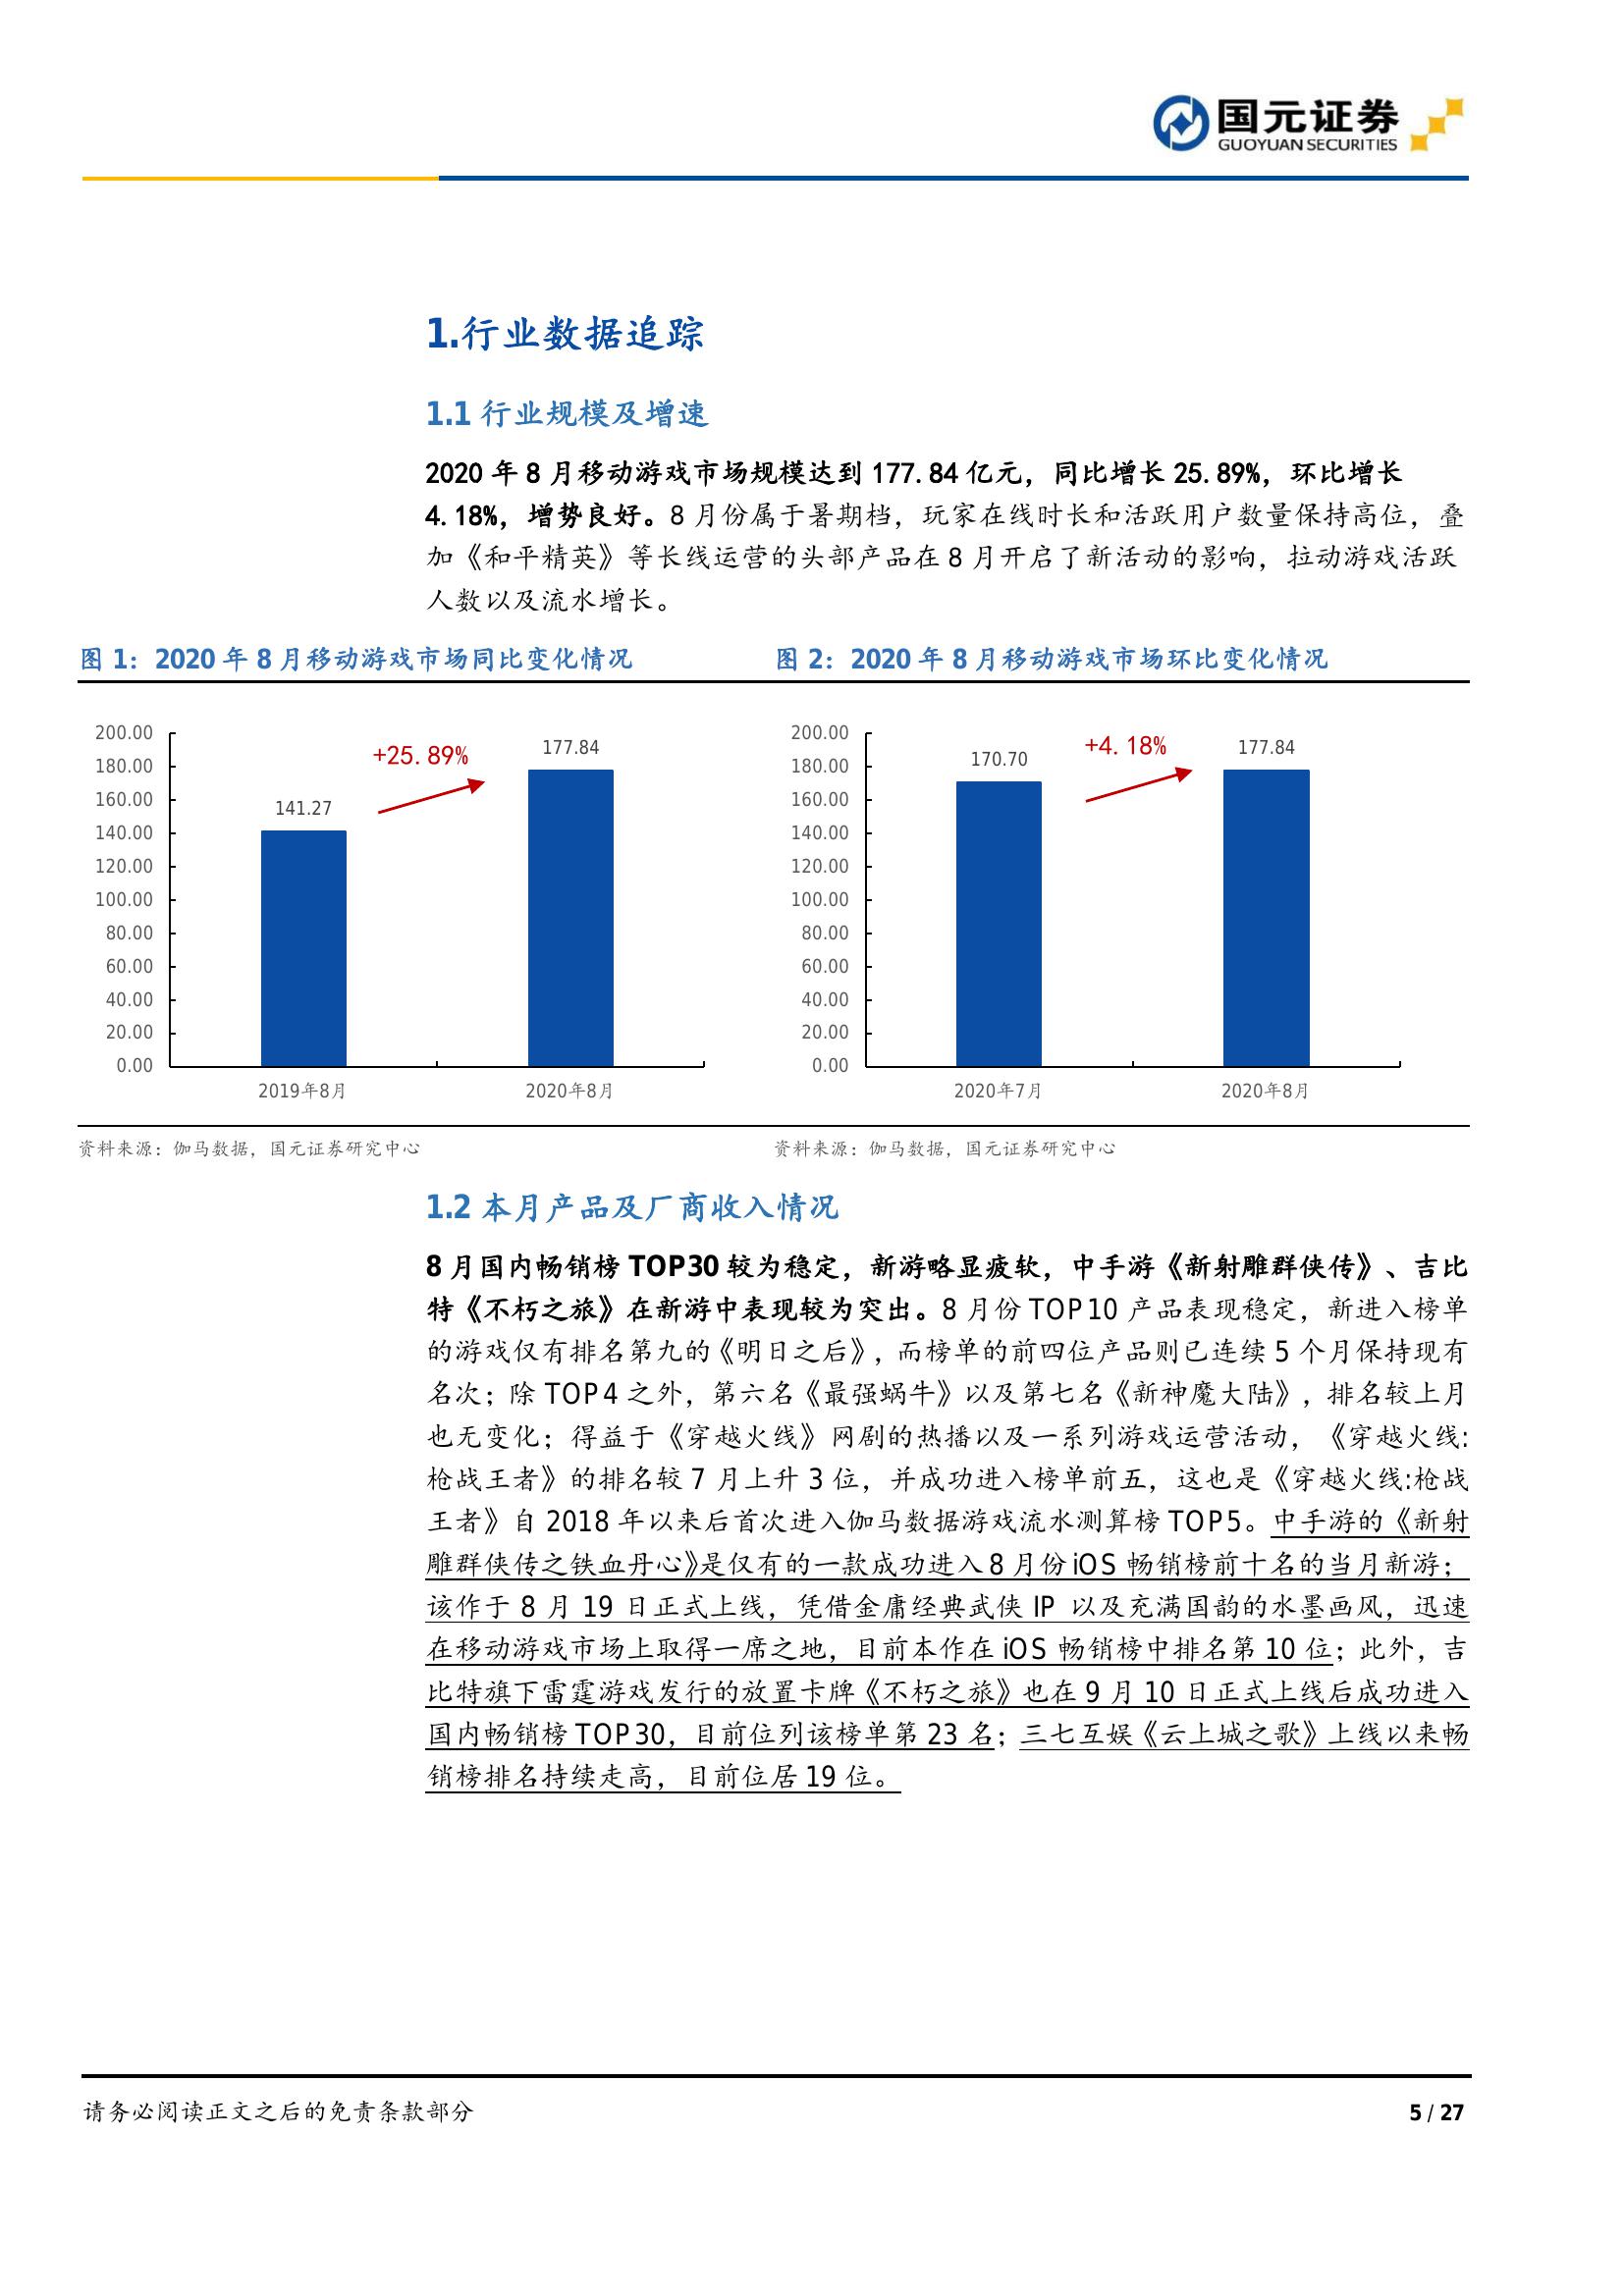 国元证券
GUOYUAN SECURITIES
1.行业数据追踪
1.1 行业规模及增速
2020 年 8 月移动游戏市场规模达到 177.84 亿元，同比增长 25.89%，环比增长
4.18%，增势良好。8 月份属于暑期档，玩家在线时长和活跃用户数量保持高位，叠
加《和平精英》等长线运营的头部产品在 8 月开启了新活动的影响，拉动游戏活跃
人数以及流水增长。
图 1：2020 年 8 月移动游戏市场同比变化情况
200.00
180.00
160.00
140.00
120.00
100.00
80.00
60.00
40.00
20.00
0.00
141.27
+25.89%
177.84
2019年8月
2020年8月
资料来源：伽马数据，国元证券研究中心
图 2：2020 年 8 月移动游戏市场环比变化情况
200.00
180.00
160.00
140.00
120.00
100.00
80.00
60.00
40.00
20.00
0.00
170.70
+4.18%
177.84
2020年7月
2020年8月
资料来源：伽马数据，国元证券研究中心
1.2 本月产品及厂商收入情况
8 月国内畅销榜 TOP30 较为稳定，新游略显疲软，中手游《新射雕群侠传》、吉比
特《不朽之旅》在新游中表现较为突出。8 月份 TOP10 产品表现稳定，新进入榜单
的游戏仅有排名第九的《明日之后》，而榜单的前四位产品则已连续 5 个月保持现有
名次；除 TOP4 之外，第六名《最强蜗牛》以及第七名《新神魔大陆》，排名较上月
也无变化；得益于《穿越火线》网剧的热播以及一系列游戏运营活动，《穿越火线:
枪战王者》的排名较 7 月上升 3 位，并成功进入榜单前五，这也是《穿越火线:枪战
王者》自 2018 年以来后首次进入伽马数据游戏流水测算榜 TOP5。中手游的《新射
雕群侠传之铁血丹心》是仅有的一款成功进入 8 月份 iOS 畅销榜前十名的当月新游；
该作于 8 月 19 日正式上线，凭借金庸经典武侠 IP 以及充满国韵的水墨画风，迅速
在移动游戏市场上取得一席之地，目前本作在 iOS 畅销榜中排名第 10 位；此外，吉
比特旗下雷霆游戏发行的放置卡牌《不朽之旅》也在 9 月 10 日正式上线后成功进入
国内畅销榜 TOP30，目前位列该榜单第 23 名；三七互娱《云上城之歌》上线以来畅
销榜排名持续走高，目前位居 19 位。
请务必阅读正文之后的免责条款部分
5 / 27